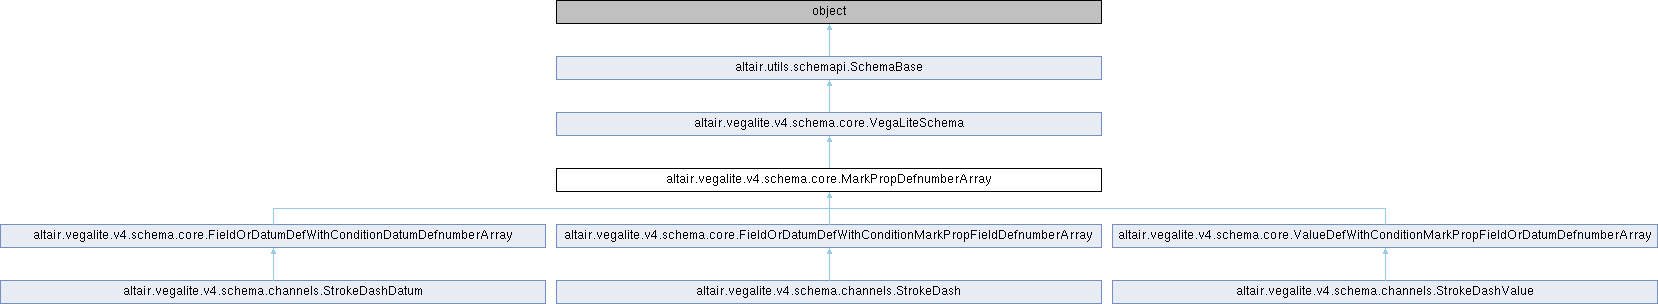 object
altair.utils.schemapi.SchemaBase
altair.vegalite.v4.schema.core.VegaLiteSchema
altair.vegalite.v4.schema.core.MarkPropDefnumberArray
altair.vegalite.v4.schema.core.FieldOrDatumDefWithConditionDatumDefnumberArray
altair.vegalite.v4.schema.core.FieldOrDatumDefWithConditionMarkPropFieldDefnumberArray
altair.vegalite.v4.schema.core.ValueDefWithConditionMarkPropFieldOrDatumDefnumberArray
altair.vegalite.v4.schema.channels.StrokeDashDatum
altair.vegalite.v4.schema.channels.StrokeDash
altair.vegalite.v4.schema.channels.StrokeDashValue